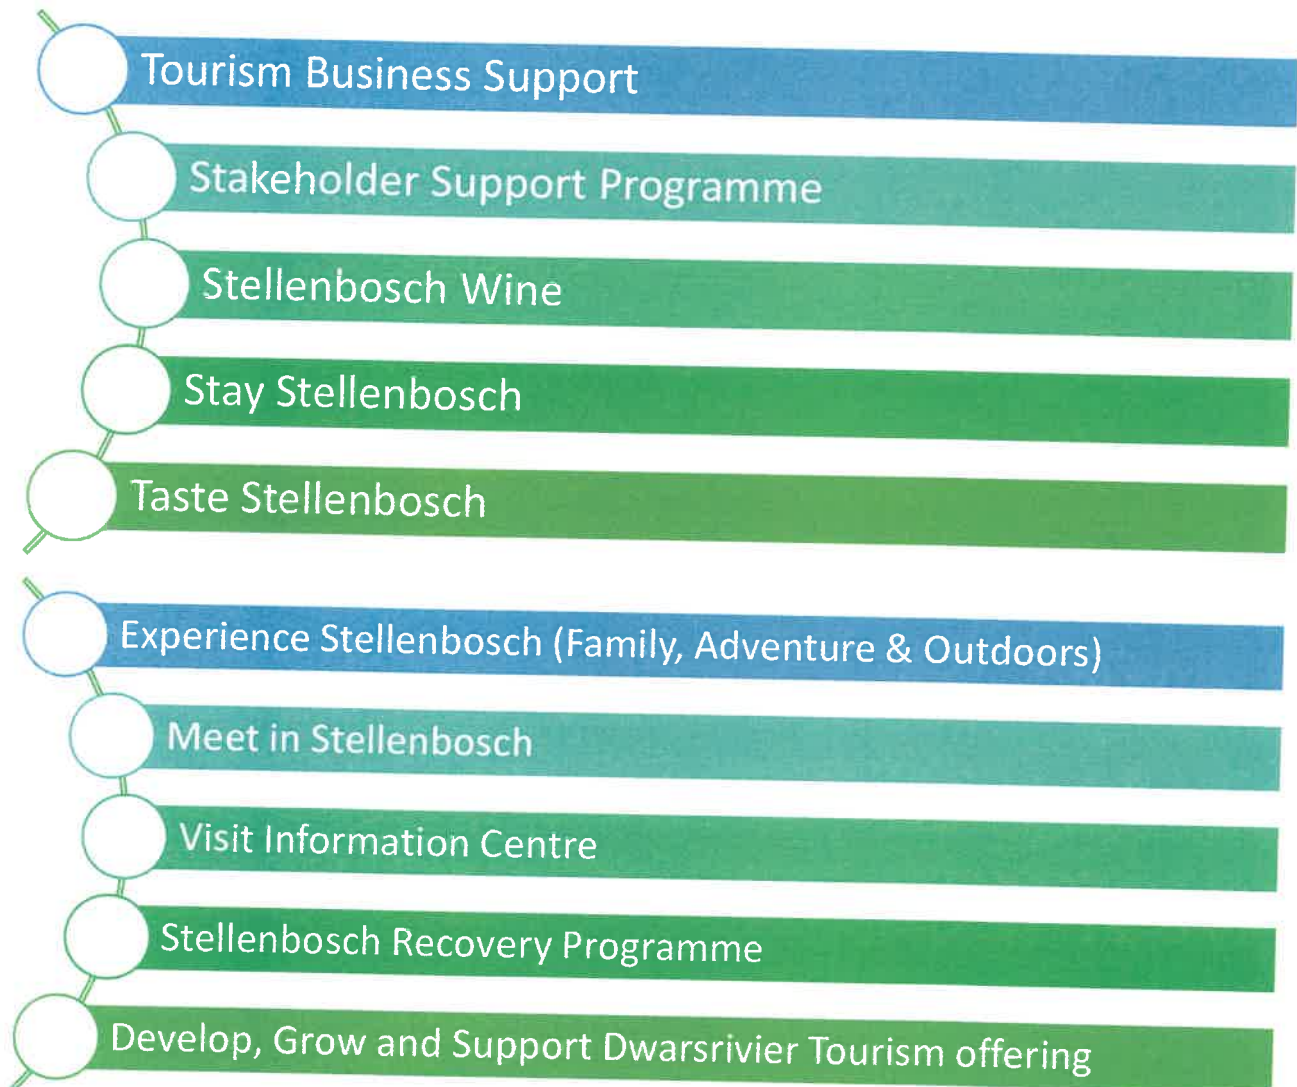 Tourism Business Support
Stakeholder Support Programme
Stellenbosch Wine
Stay Stellenbosch
Taste Stellenbosch
Experience Stellenbosch (Family, Adventure & Outdoors)
Meet in Stellenbosch
Visit Information Centre
Stellenbosch Recovery Programme
Develop, Grow and Support Dwarsrivier Tourism offering